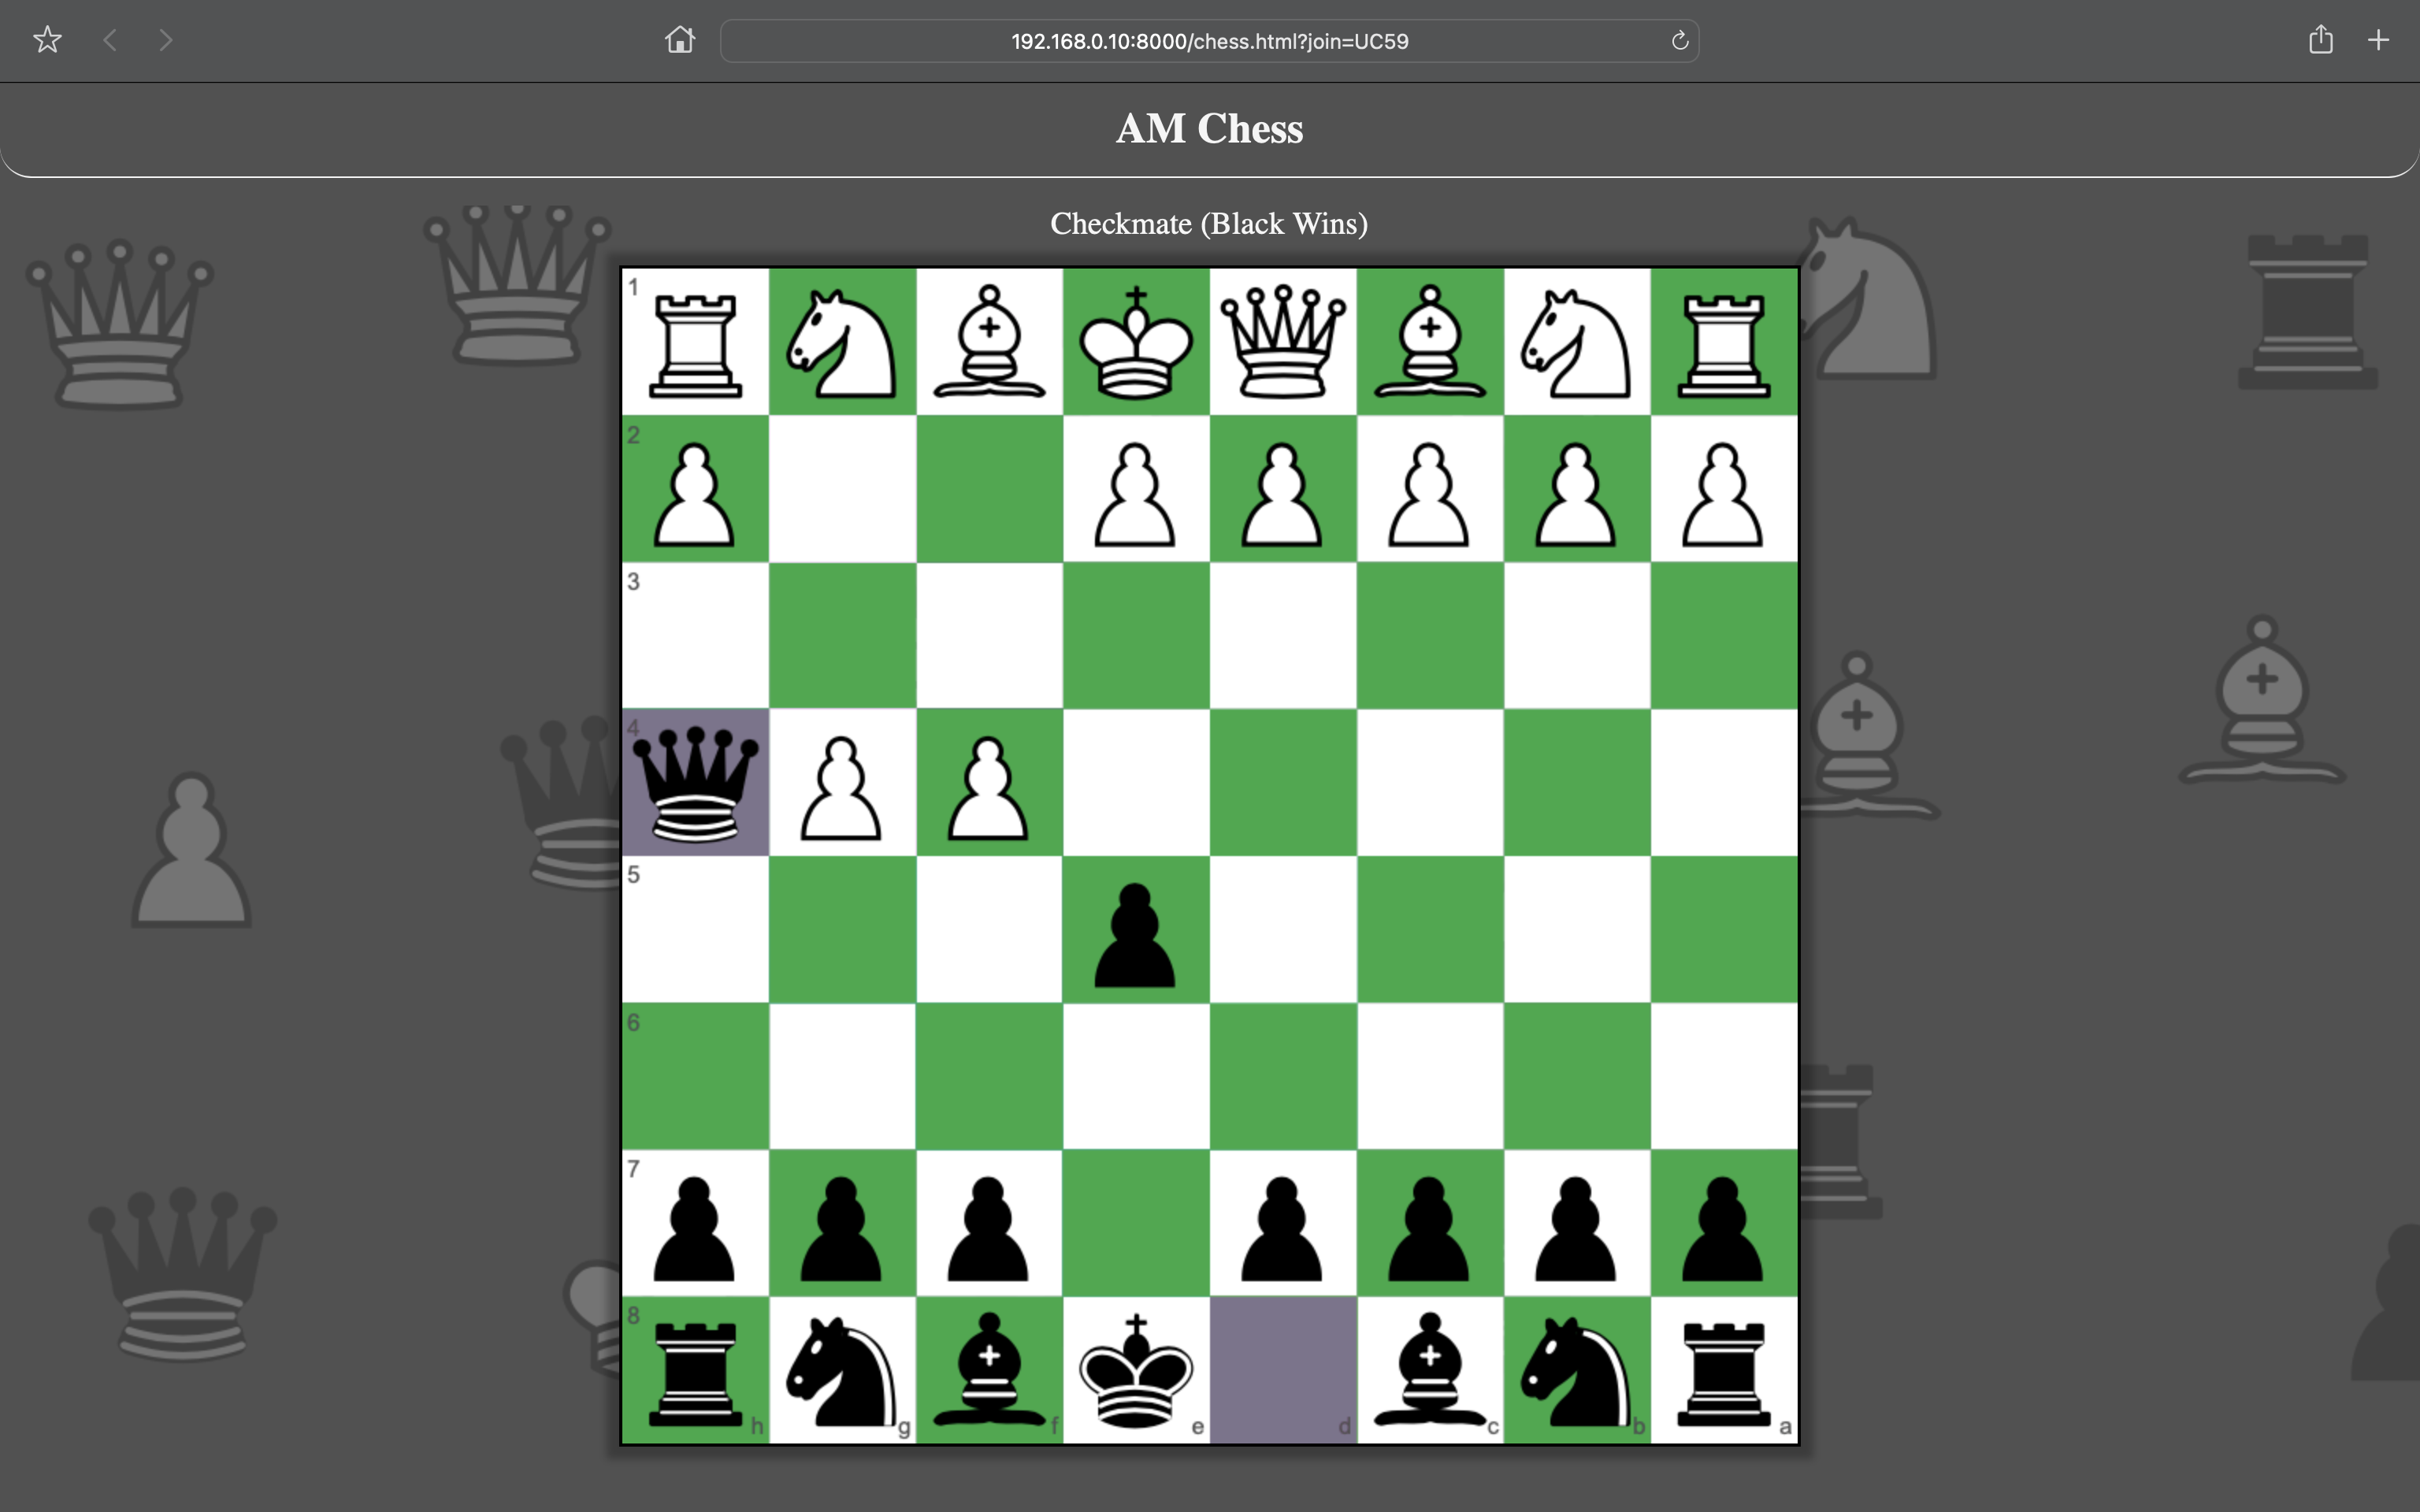 192.168.0.10:8000/chess.html?join=UC59
AM Chess
Checkmate (Black Wins)
1
2
3
4
5
6
7
8
h g f e d c b a